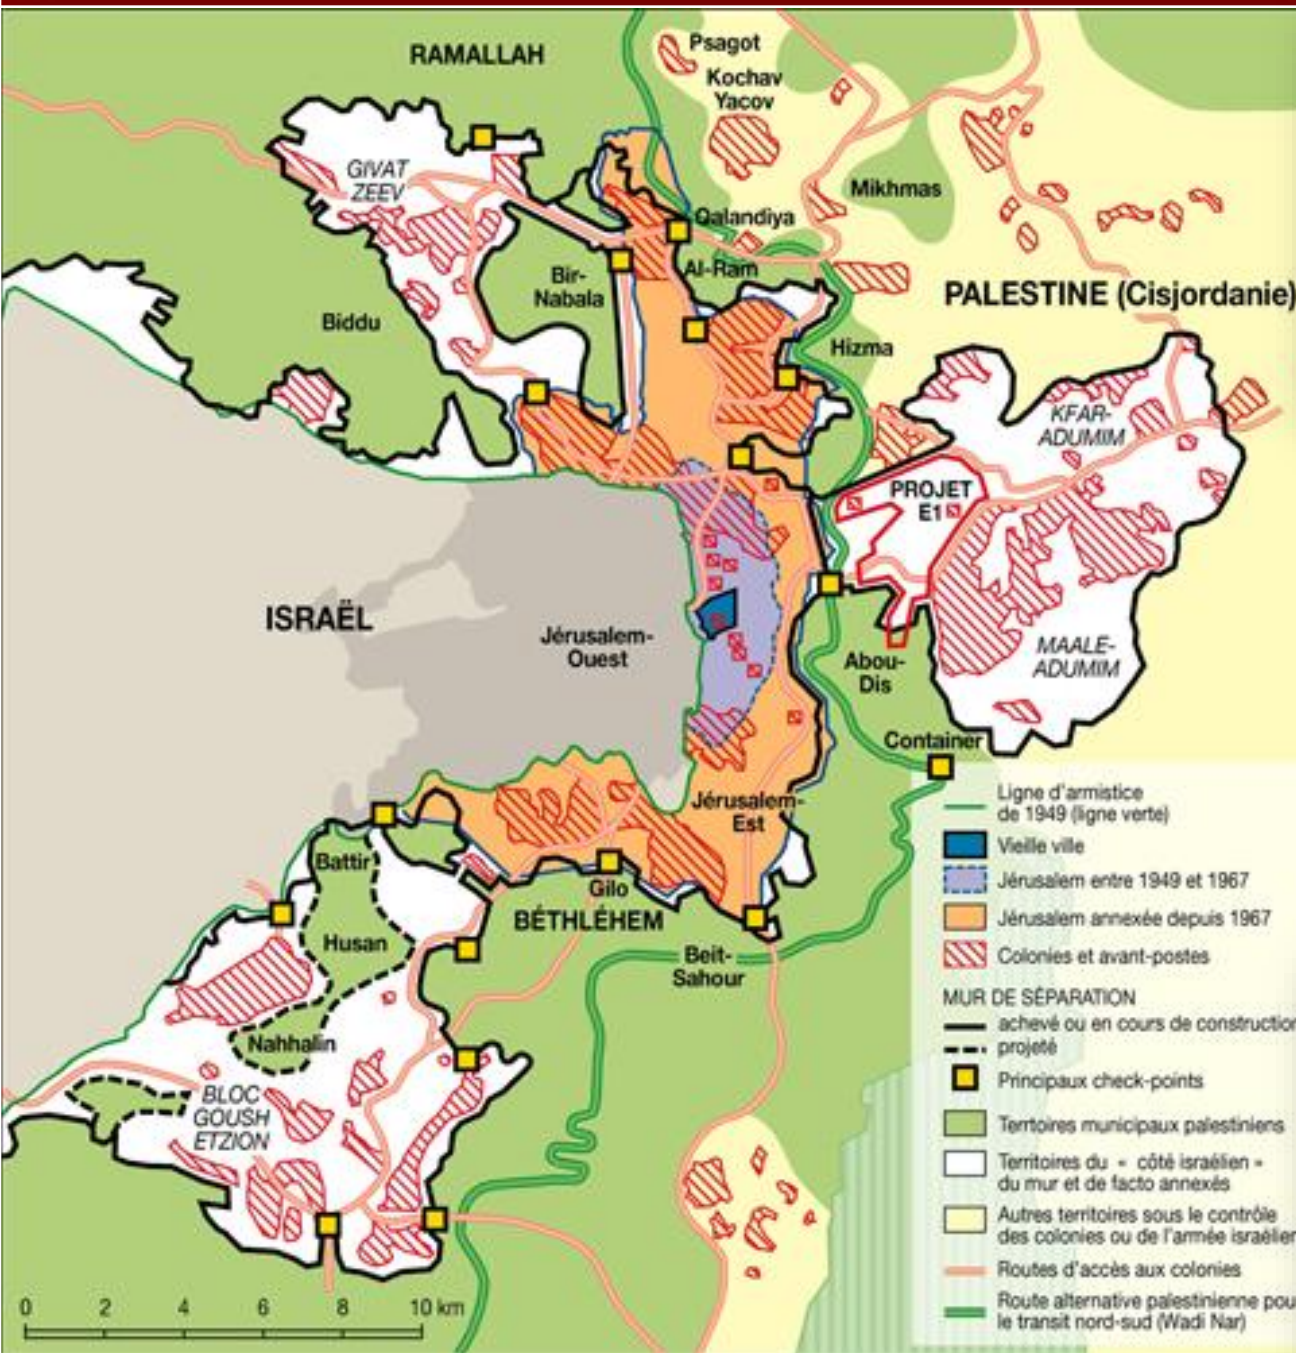 RAMALLAH
Psagot
Kochav
Yacov
GIVAT
ZEEV
Mikhmas
Qalandiya
Bir-
Nabala
Al-Ram
PALESTINE (Cisjordanie)
Biddu
Hizma
KFAR-
ADUMIM
PROJET
E1
ISRAËL
Jérusalem-
Ouest
Abou-
Dis
MAALE-
ADUMIM
Container
Jérusalem-
Est
Battir
Gilo
BÉTHLÉHEM
Husan
Beit-
Sahour
Nahhalin
BLOC
GOUSH
ETZION
Ligne d'armistice
de 1949 (ligne verte)
Vieille ville
Jérusalem entre 1949 et 1967
Jérusalem annexée depuis 1967
Colonies et avant-postes
MUR DE SÉPARATION
achevé ou en cours de construction
projeté
Principaux check-points
Territoires municipaux palestiniens
Territoires du « côté israélien »
du mur et de facto annexés
Autres territoires sous le contrôle
des colonies ou de l'armée israélien
Routes d'accès aux colonies
Route alternative palestinienne pou
le transit nord-sud (Wadi Nar)
0 2 4 6 8 10 km